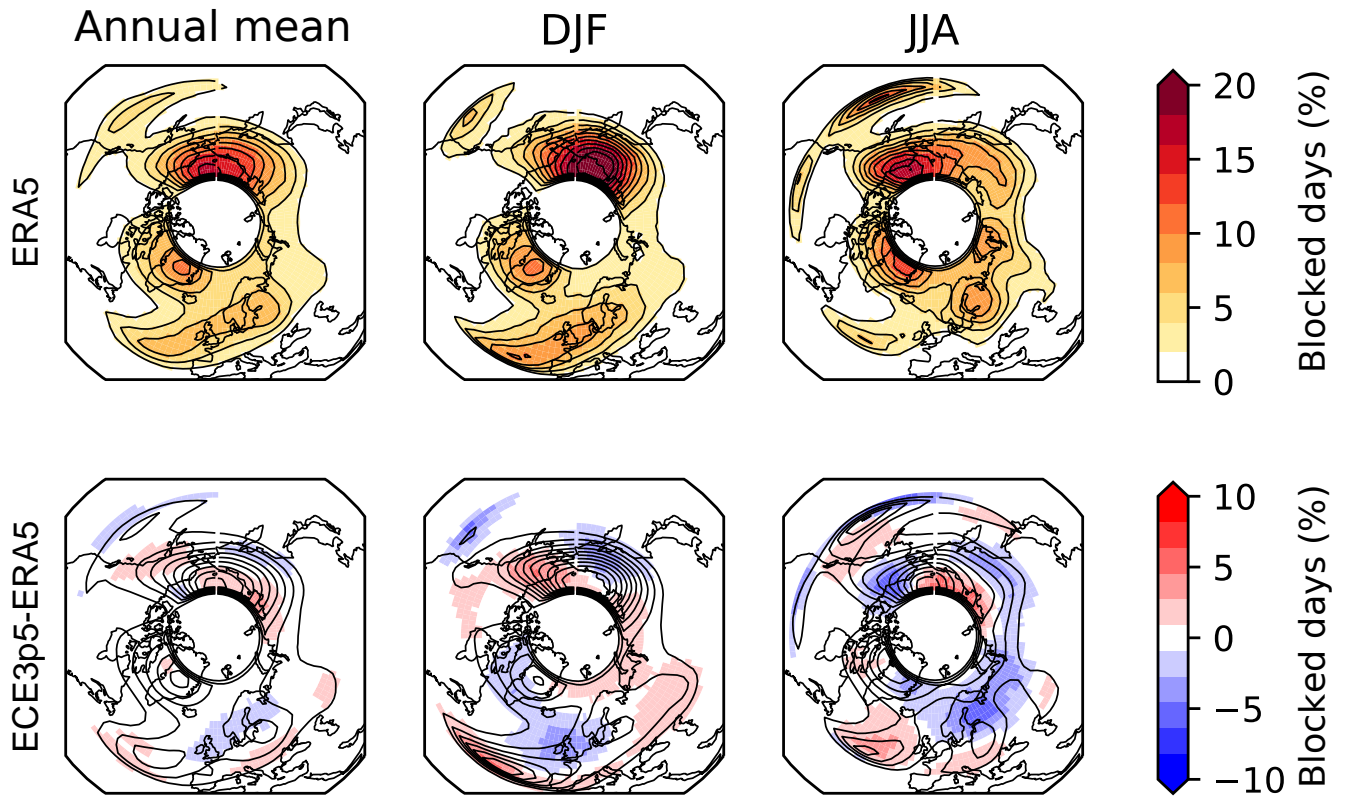 Annual mean
DJF
JJA
ERA5
20
15
10
5
0
Blocked days (%)
ECE3p5-ERA5
10
5
0
−5
−10
Blocked days (%)